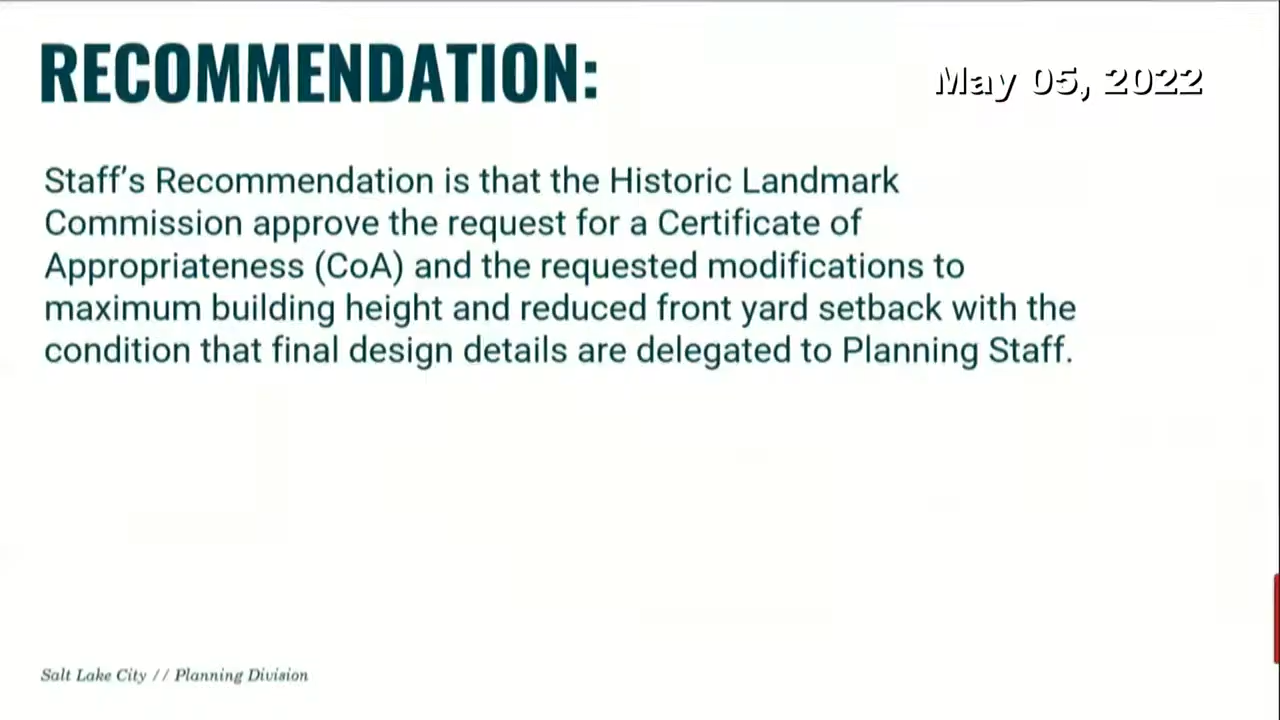 RECOMMENDATION:
May 05, 2022
Staff's Recommendation is that the Historic Landmark
Commission approve the request for a Certificate of
Appropriateness (CoA) and the requested modifications to
maximum building height and reduced front yard setback with the
condition that final design details are delegated to Planning Staff.
Salt Lake City // Planning Division